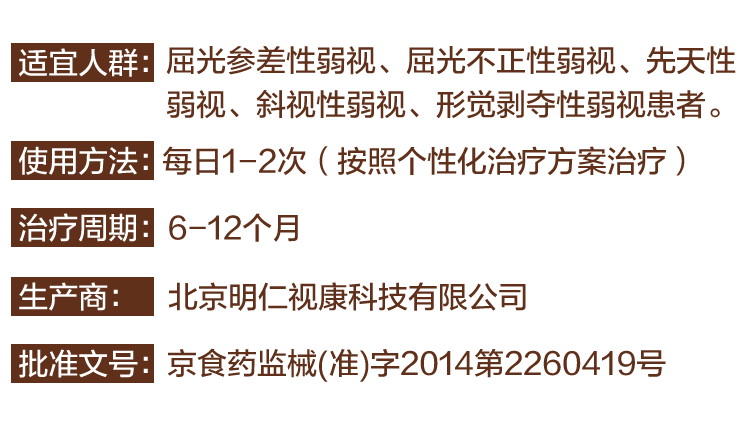 适宜人群：屈光参差性弱视、屈光不正性弱视、先天性
弱视、斜视性弱视、形觉剥夺性弱视患者。
使用方法：每日1-2次（按照个性化治疗方案治疗）
治疗周期：6-12个月
生产商：北京明仁视康科技有限公司
批准文号：京食药监械(准)字2014第2260419号